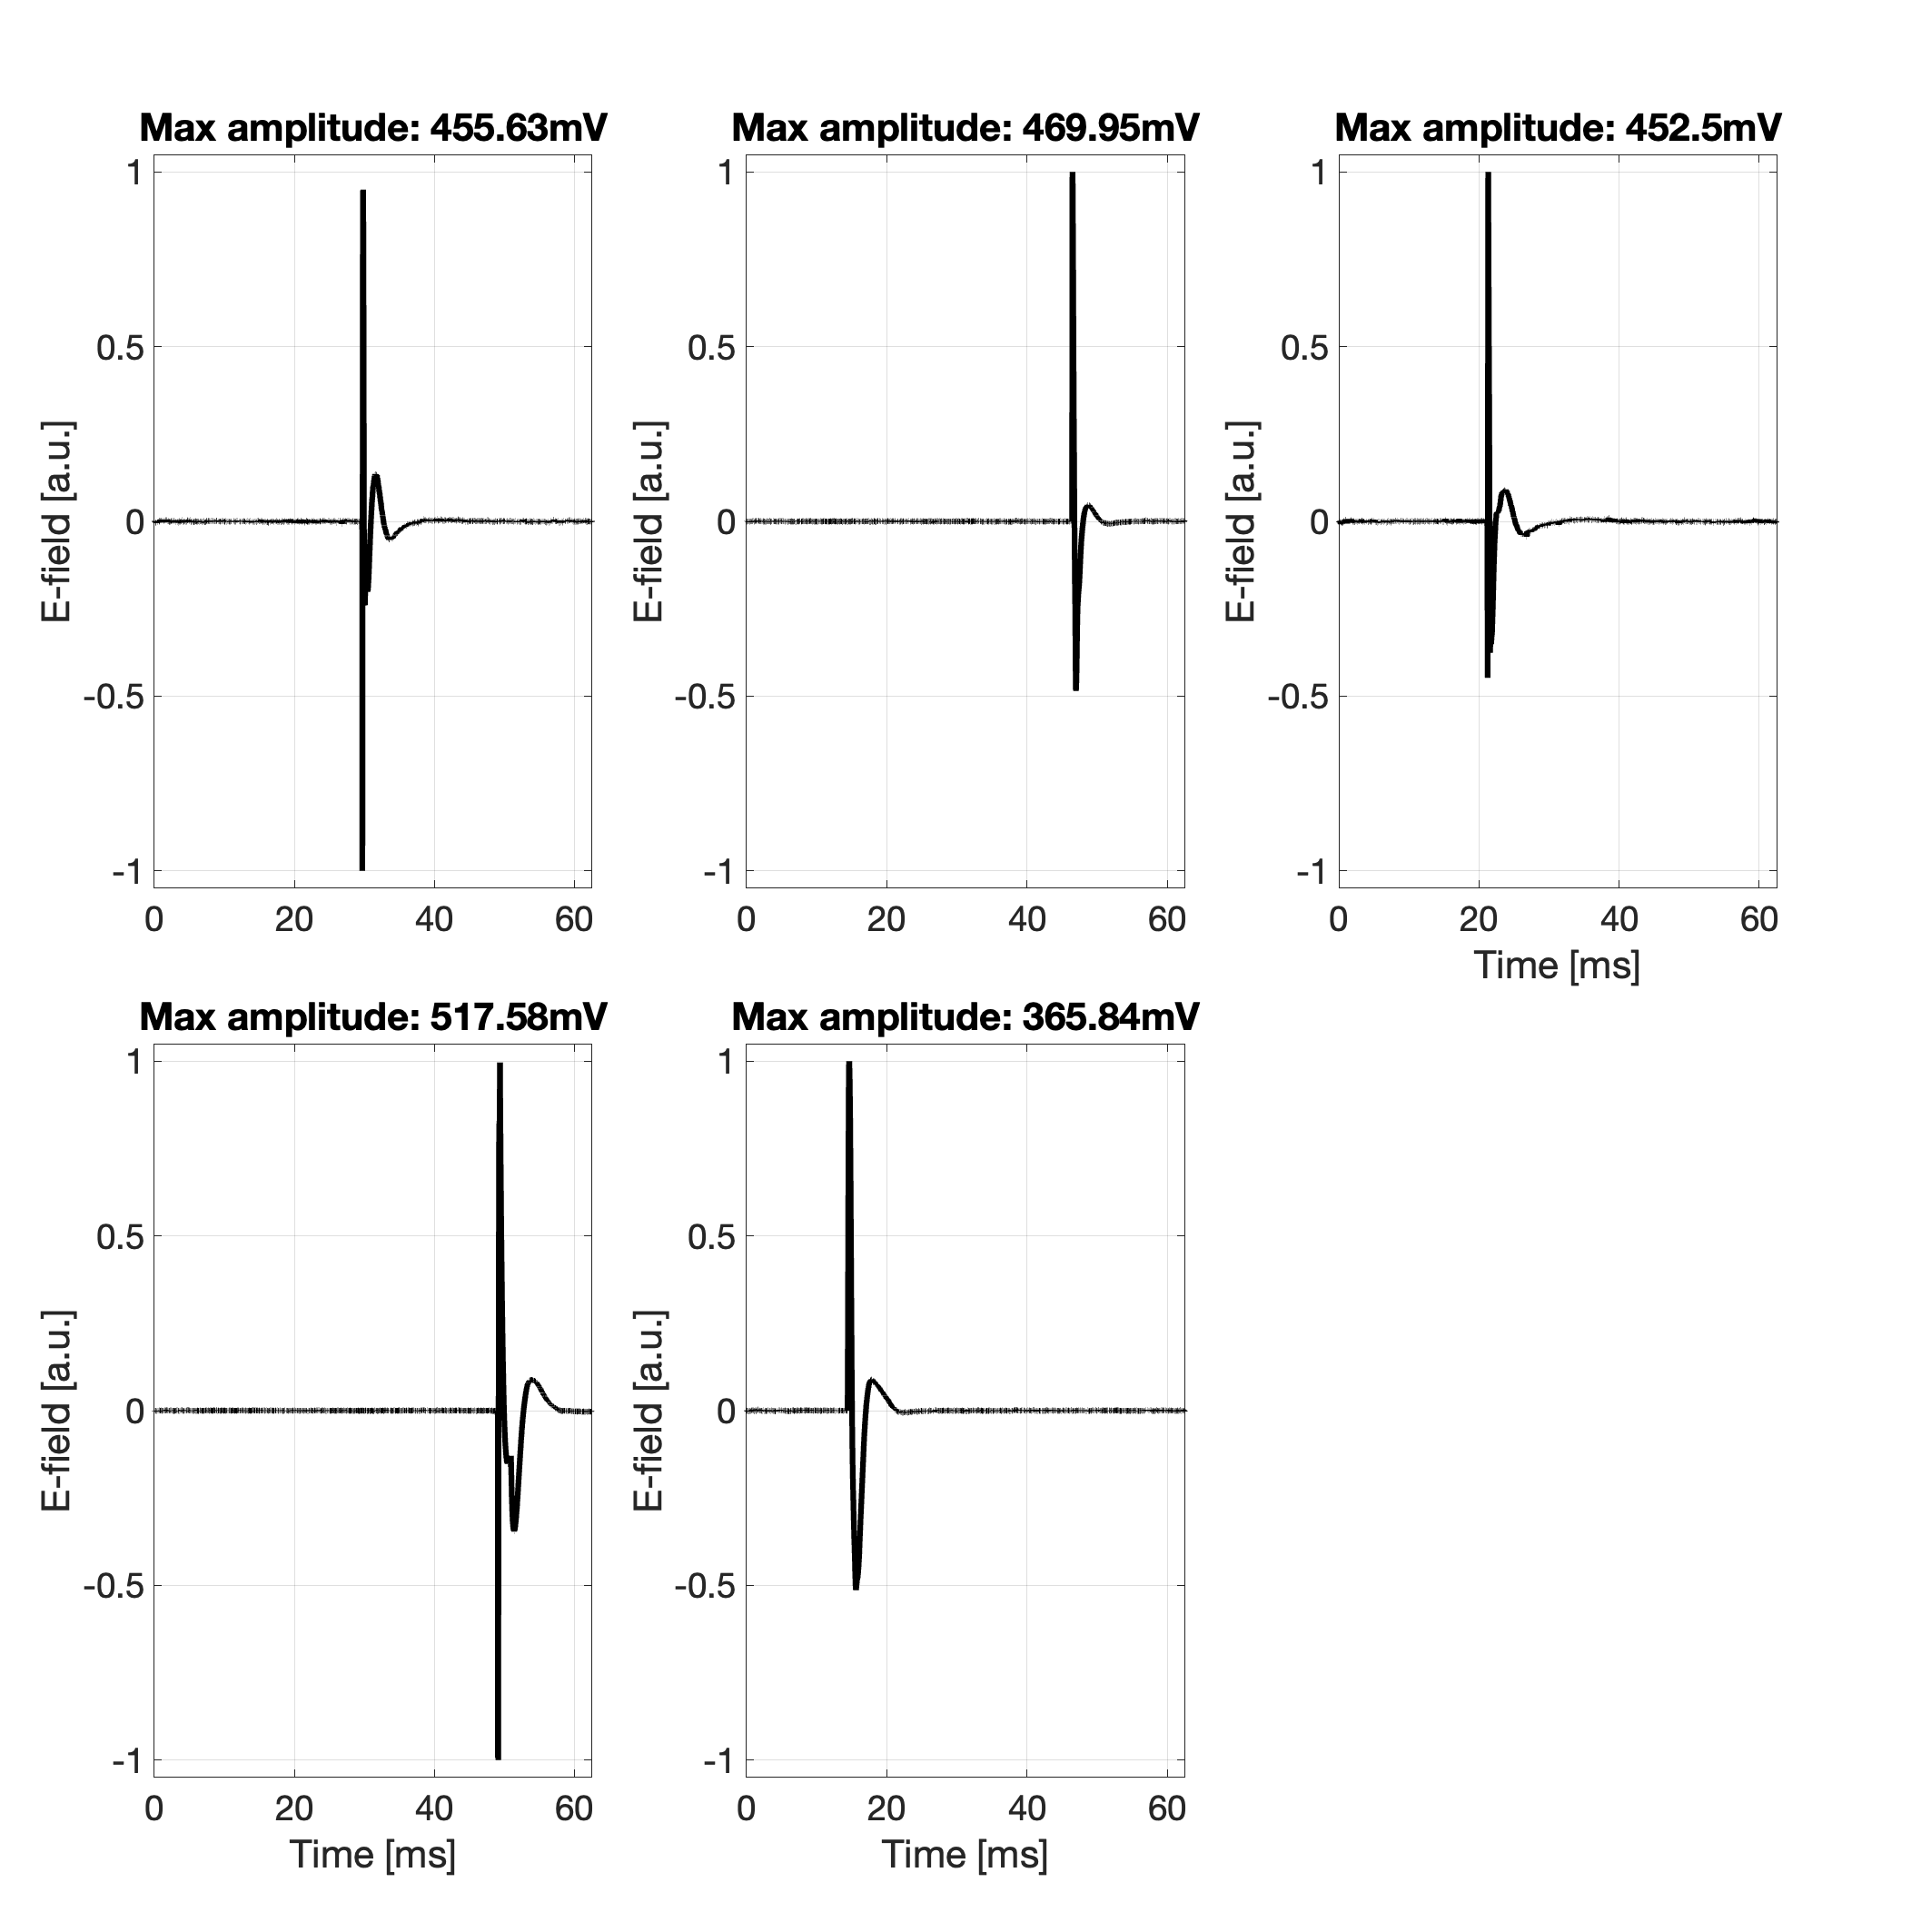 Max amplitude: 455.63mV
1
0.5
0
-0.5
-1
E-field [a.u.]
0 20 40 60
Max amplitude: 469.95mV
1
0.5
0
-0.5
-1
E-field [a.u.]
0 20 40 60
Max amplitude: 452.5mV
1
0.5
0
-0.5
-1
E-field [a.u.]
0 20 40 60
Time [ms]
Max amplitude: 517.58mV
1
0.5
0
-0.5
-1
E-field [a.u.]
0 20 40 60
Time [ms]
Max amplitude: 365.84mV
1
0.5
0
-0.5
-1
E-field [a.u.]
0 20 40 60
Time [ms]